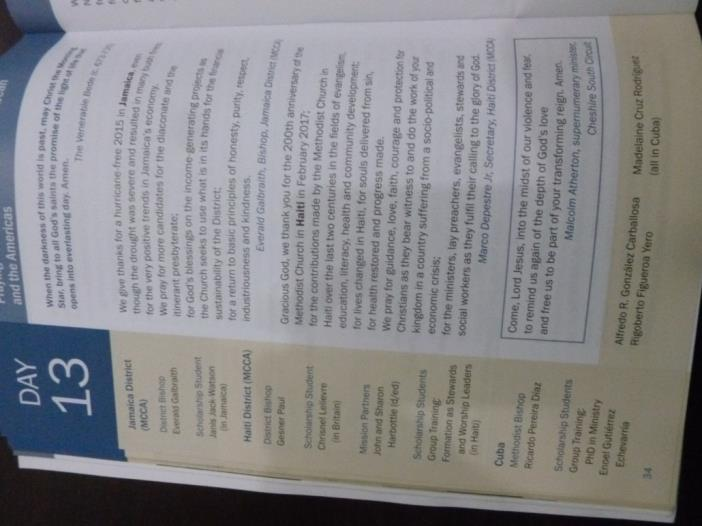 and the Americas
DAY
13
When the darkness of this world is past, may Christ the Morning
Star, bring to all God's saints the promise of the light of life that
opens into everlasting day. Amen.
The Venerable Bede (c. 673-735)
We give thanks for a hurricane-free 2015 in Jamaica, even
though the drought was severe and resulted in many bush fires;
for the very positive trends in Jamaica's economy.
We pray for more candidates for the diaconate and the
itinerant presbyterate;
for God's blessings on the income-generating projects as
the Church seeks to use what is in its hands for the financial
sustainability of the District;
for a return to basic principles of honesty, purity, respect,
industriousness and kindness.
Everald Galbraith, Bishop, Jamaica District (MCCA)
Gracious God, we thank you for the 200th anniversary of the
Methodist Church in Haiti in February 2017;
for the contributions made by the Methodist Church in
Haiti over the last two centuries in the fields of evangelism,
education, literacy, health and community development;
for lives changed in Haiti, for souls delivered from sin,
for health restored and progress made.
We pray for guidance, love, faith, courage and protection for
Christians as they bear witness to and do the work of your
kingdom in a country suffering from a socio-political and
economic crisis;
for the ministers, lay preachers, evangelists, stewards and
social workers as they fulfil their calling to the glory of God.
Marco Depestre Jr, Secretary, Haiti District (MCCA)
Come, Lord Jesus, into the midst of our violence and fear,
to remind us again of the depth of God's love
and free us to be part of your transforming reign. Amen.
Malcolm Atherton, supernumerary minister,
Cheshire South Circuit
Jamaica District
(MCCA)
District Bishop
Everald Galbraith
Scholarship Student
Janis Jack-Watson
(in Jamaica)
Haiti District (MCCA)
District Bishop
Gesner Paul
Scholarship Student
Chrisnel Lelievre
(in Britain)
Mission Partners
John and Sharon
Harbottle (d/ed)
Scholarship Students
Group Training:
Formation as Stewards
and Worship Leaders
(in Haiti)
Cuba
Methodist Bishop
Ricardo Pereira Díaz
Scholarship Students
Group Training:
PhD in Ministry
Ensel Gutiérrez
Echevarría
Alfredo R. González Carballosa
Rigoberto Figueroa Yero
Madelaine Cruz Rodríguez
(all in Cuba)
34